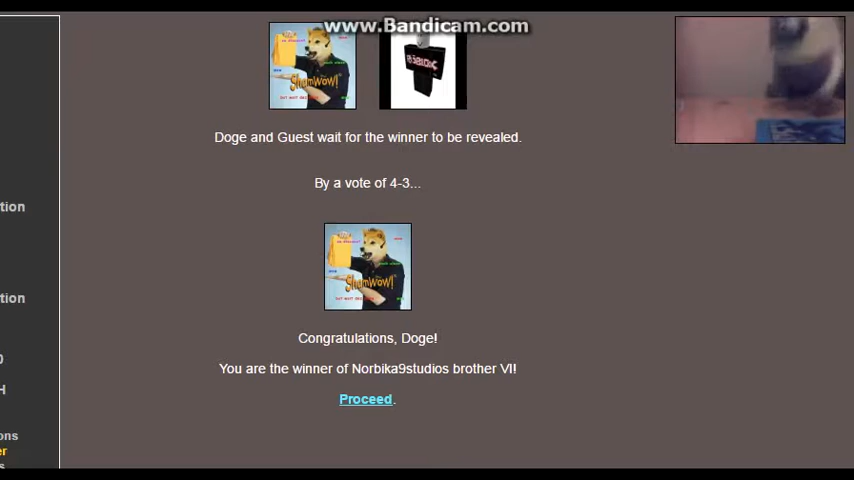 www.Bandicam.com
ShamWow!
Doge and Guest wait for the winner to be revealed.
By a vote of 4-3...
tion
ShamWow!
tion
Congratulations, Doge!
You are the winner of Norbika9studios brother VI!
Proceed.
ons